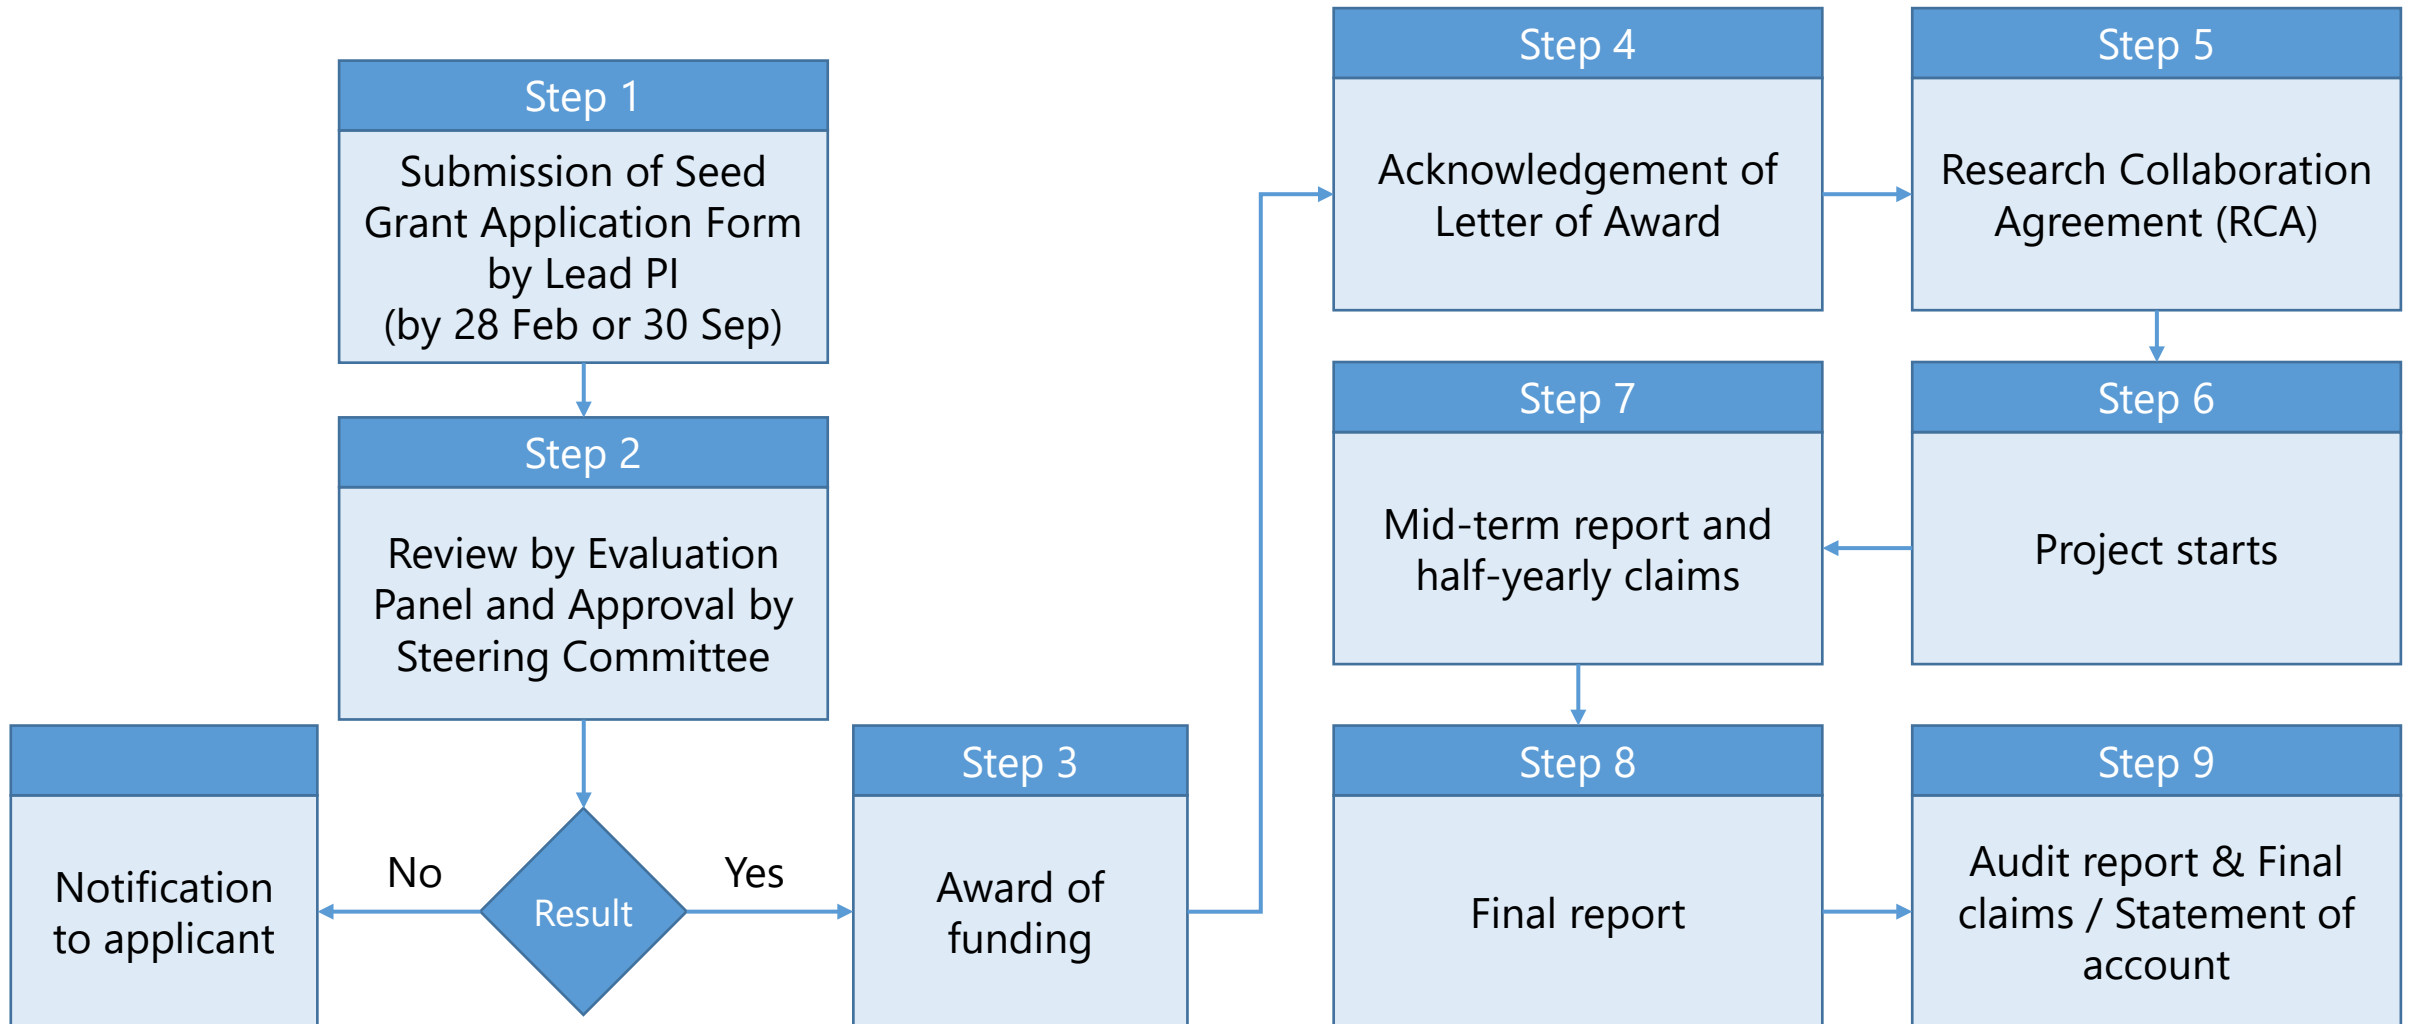 Step 1
Submission of Seed
Grant Application Form
by Lead PI
(by 28 Feb or 30 Sep)
Step 2
Review by Evaluation
Panel and Approval by
Steering Committee
Result
No
Notification
to applicant
Yes
Step 3
Award of
funding
Step 4
Acknowledgement of
Letter of Award
Step 5
Research Collaboration
Agreement (RCA)
Step 6
Project starts
Step 7
Mid-term report and
half-yearly claims
Step 8
Final report
Step 9
Audit report & Final
claims / Statement of
account